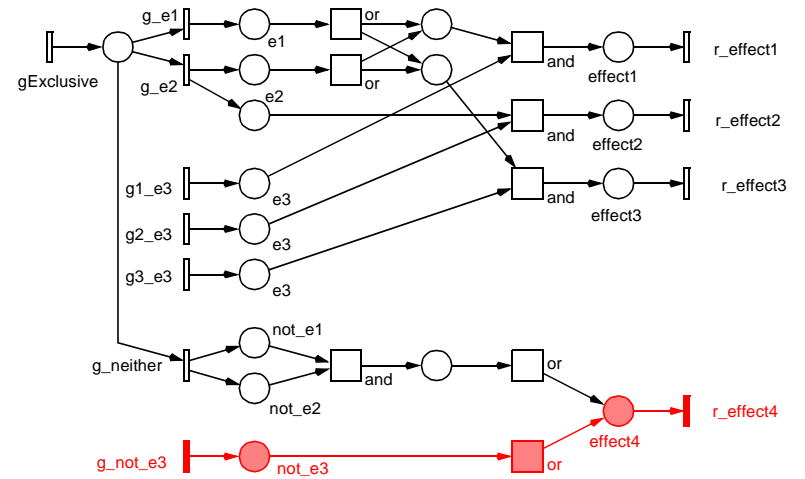 g_e1
or
e1
gExclusive
g_e2
or
e2
and
effect1
r_effect1
and
effect2
r_effect2
g1_e3
e3
and
effect3
r_effect3
g2_e3
e3
g3_e3
e3
not_e1
g_neither
and
or
not_e2
effect4
r_effect4
g_not_e3
not_e3
or